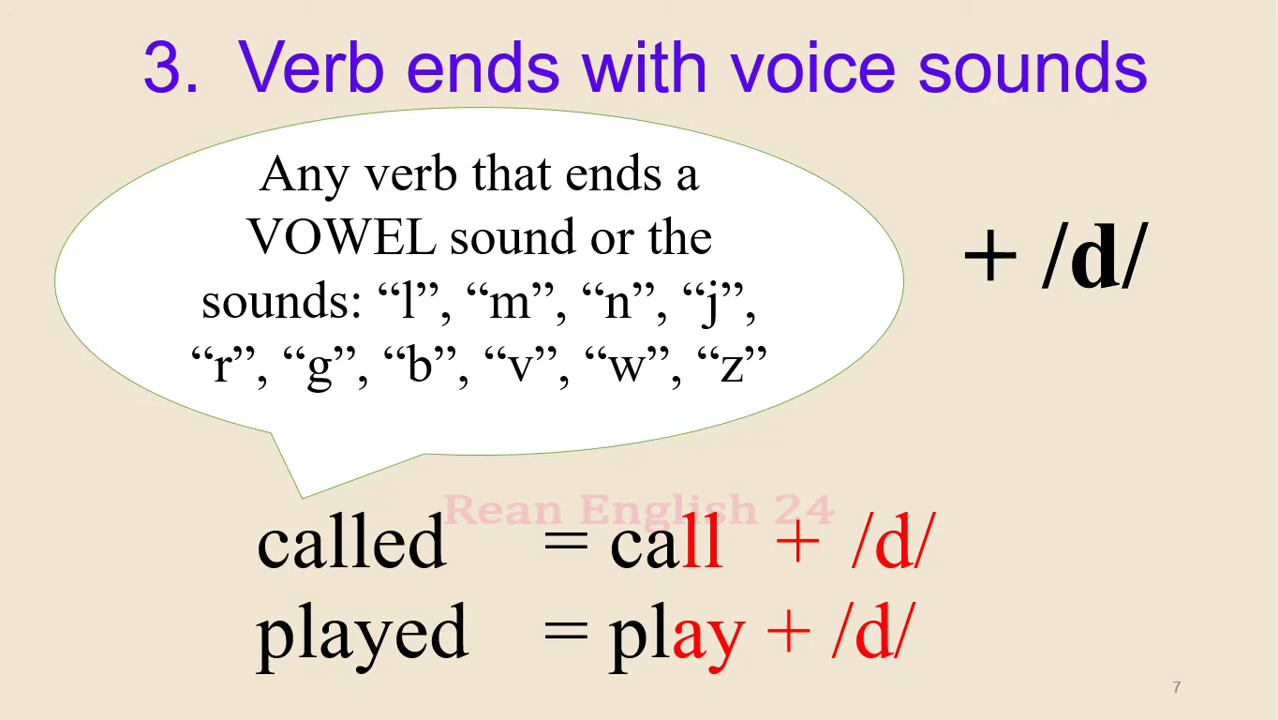 3. Verb ends with voice sounds
Any verb that ends a
VOWEL sound or the
sounds: “l”, “m”, “n”, “j”,
“r”, “g”, “b”, “v”, “w”, “z”
+ /d/
Rean English 24
called = call + /d/
played = play + /d/
7